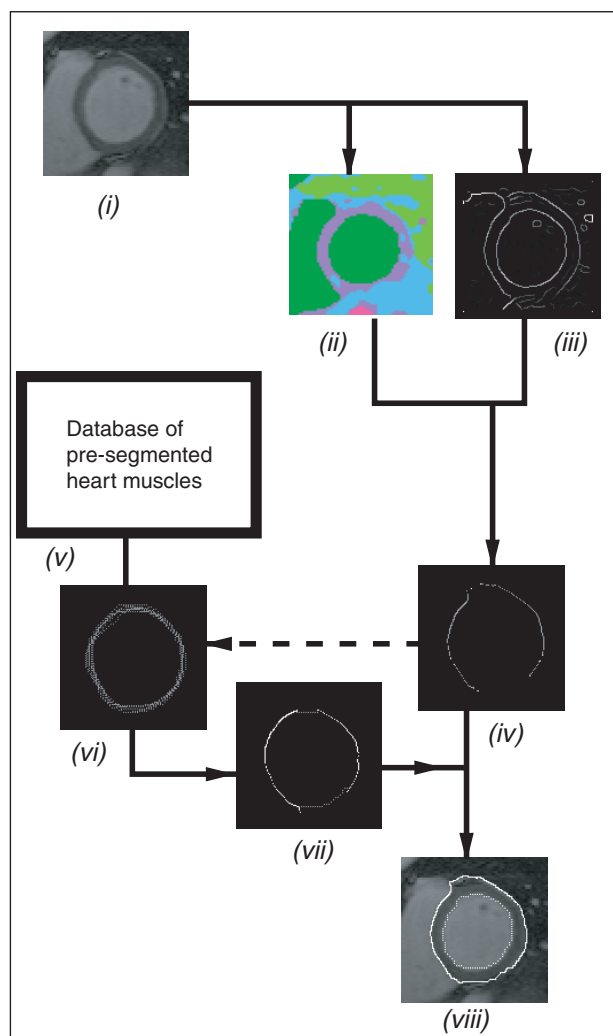 (i)
(ii)
(iii)
Database of
pre-segmented
heart muscles
(v)
(iv)
(vi)
(vii)
(viii)